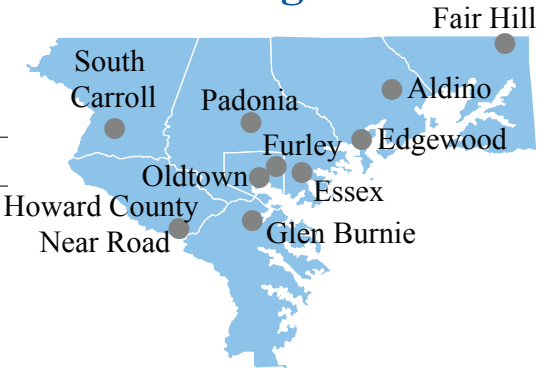 Fair Hill
South
Carroll
Aldino
Padonia
Edgewood
Furley
Oldtown
Essex
Howard County
Near Road
Glen Burnie